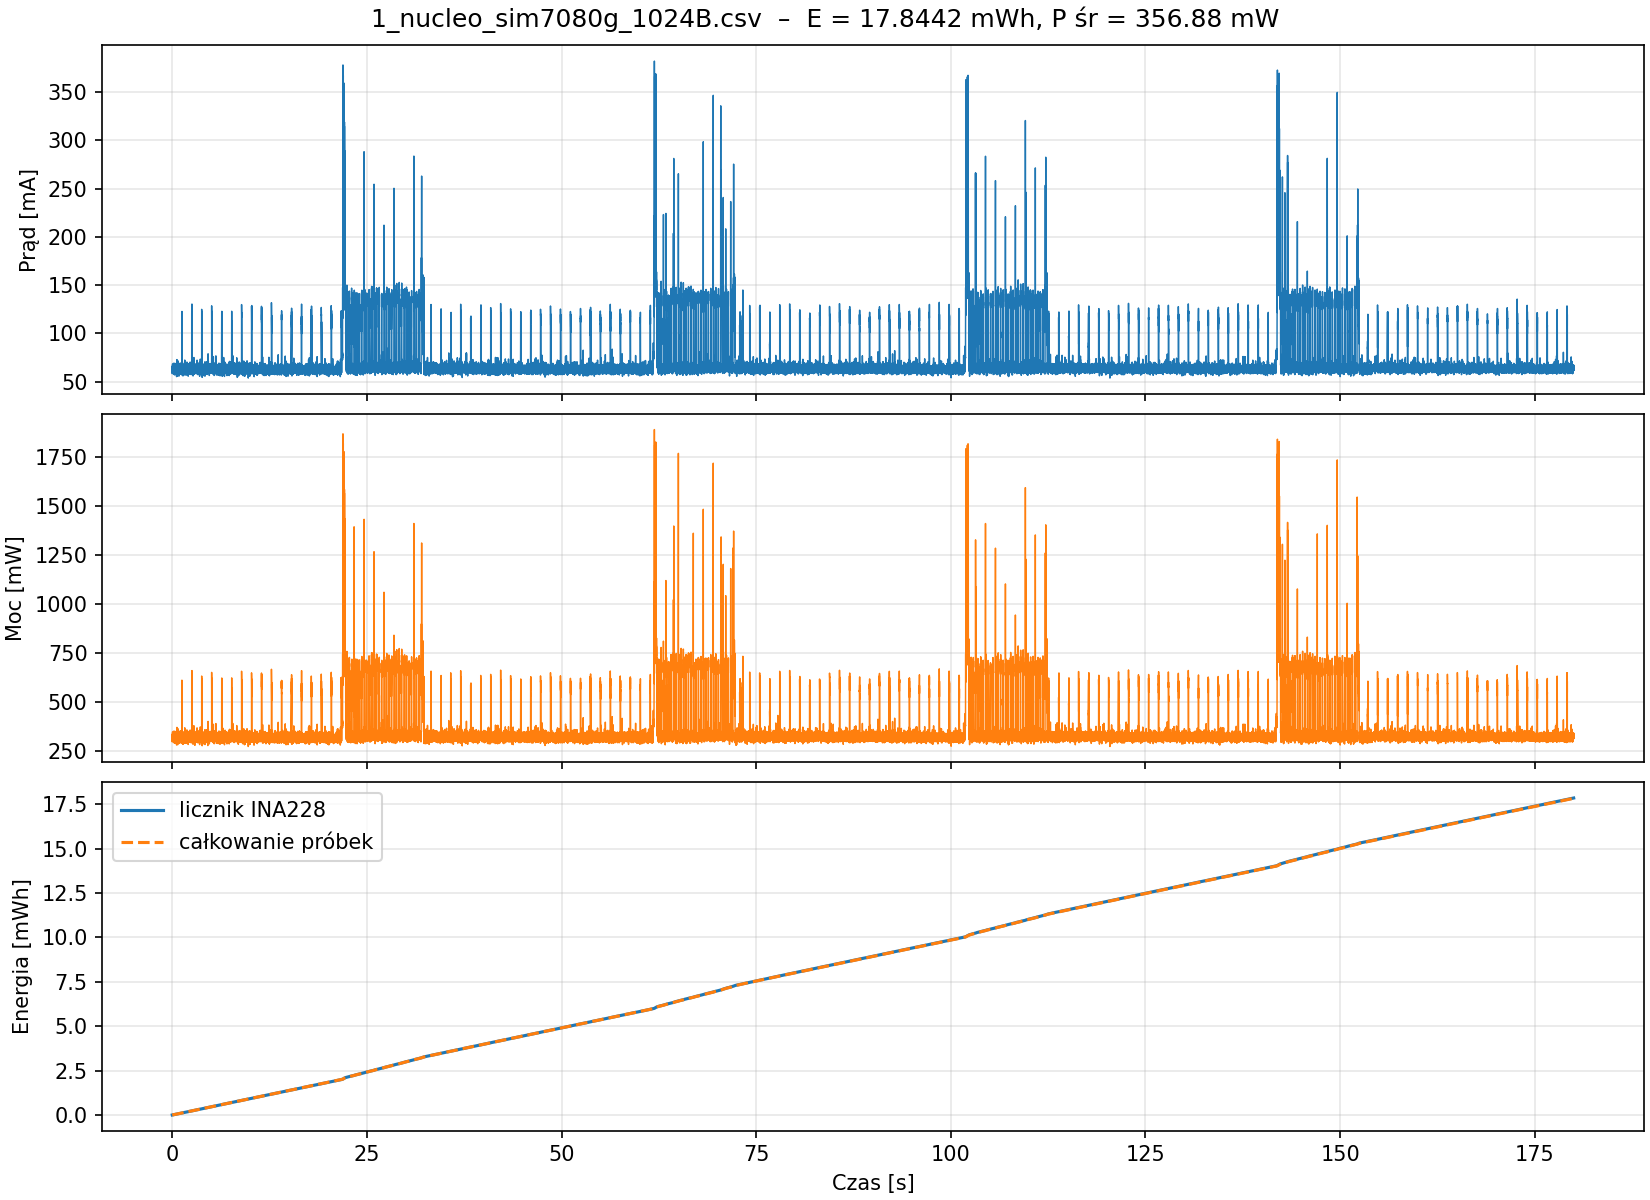 1_nucleo_sim7080g_1024B.csv – E = 17.8442 mWh, P śr = 356.88 mW
350
300
250
200
150
100
50
Prąd [mA]
1750
1500
1250
1000
750
500
250
Moc [mW]
licznik INA228
całkowanie próbek
17.5
15.0
12.5
10.0
7.5
5.0
2.5
0.0
Energia [mWh]
0 25 50 75 100 125 150 175
Czas [s]